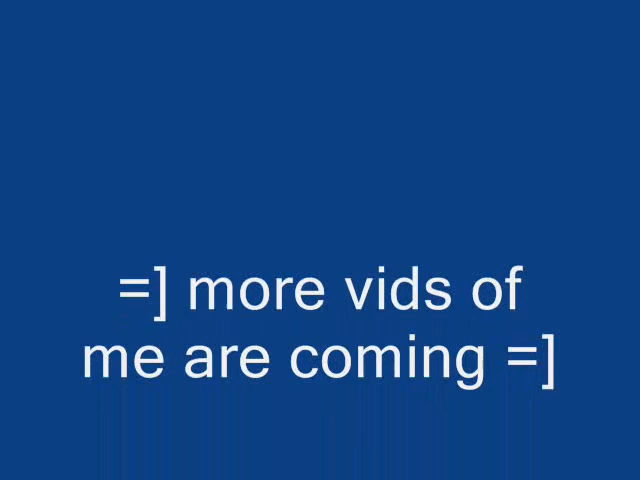 =] more vids of
me are coming =]